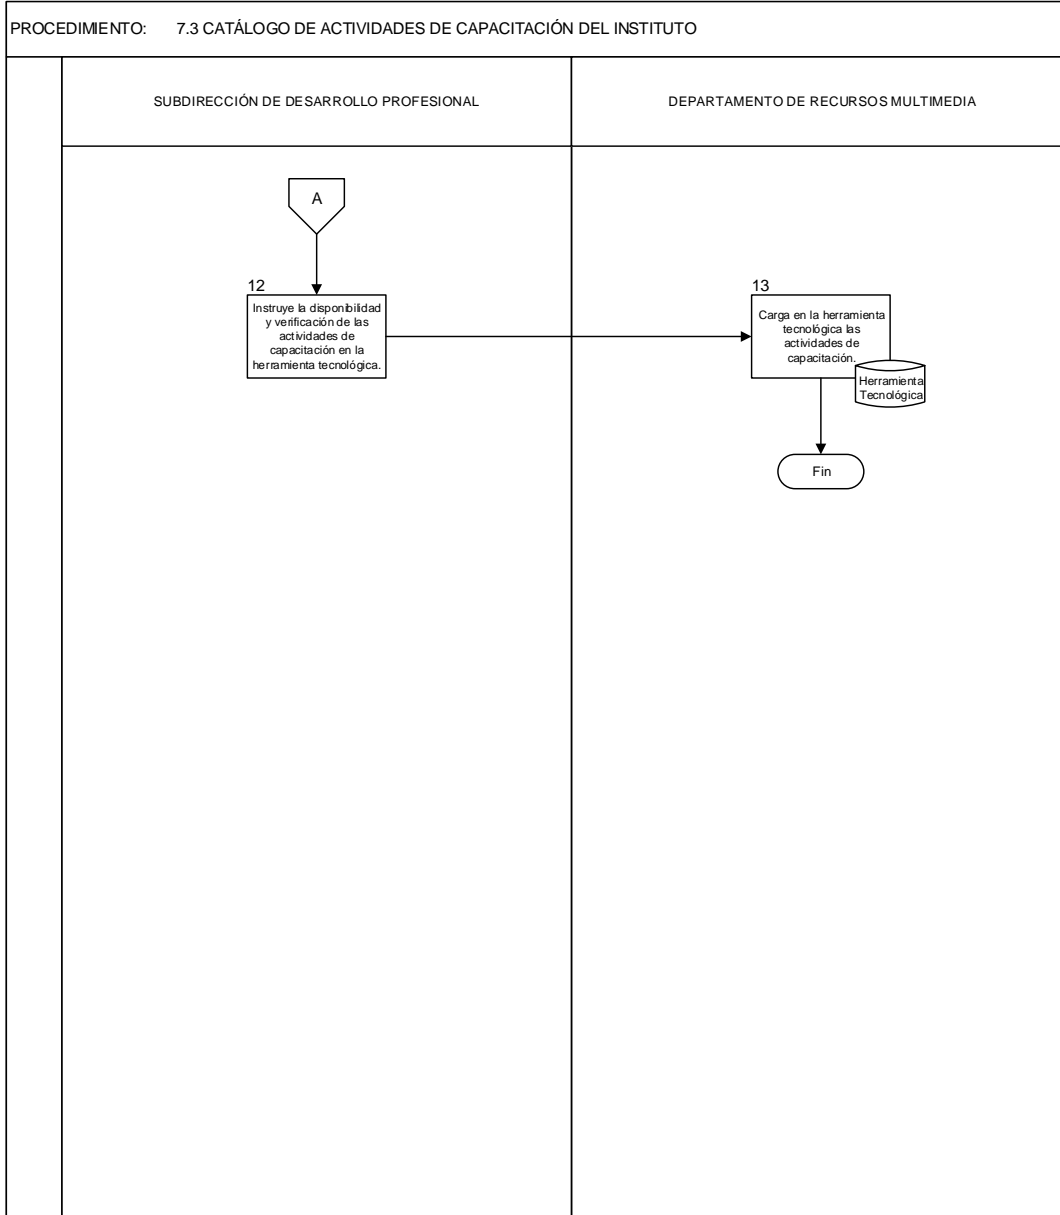 PROCEDIMIENTO: 7.3 CATÁLOGO DE ACTIVIDADES DE CAPACITACIÓN DEL INSTITUTO
SUBDIRECCIÓN DE DESARROLLO PROFESIONAL
DEPARTAMENTO DE RECURSOS MULTIMEDIA
A
12
Instruye la disponibilidad
y verificación de las
actividades de
capacitación en la
herramienta tecnológica.
13
Carga en la herramienta
tecnológica las
actividades de
capacitación.
Herramienta
Tecnológica
Fin